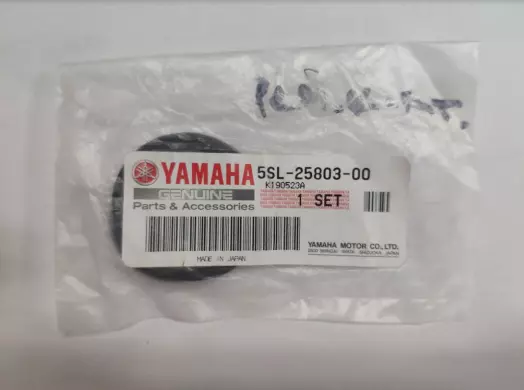 YAMAHA 5SL-25803-00
K190523A
GENUINE
Parts & Accessories
1 SET
YAMAHA MOTOR CO., LTD.
MADE IN JAPAN